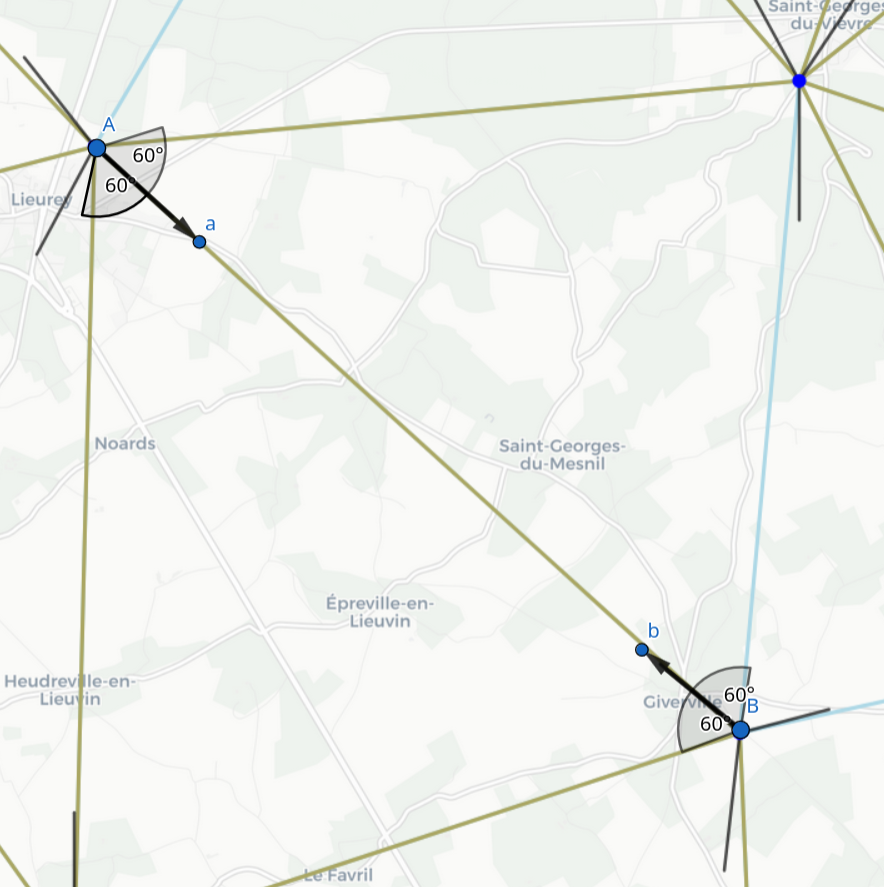 Saint-Georges-
du-Vièvre
A
60°
60°
Lieurey
a
Noards
Saint-Georges-
du-Mesnil
Épreville-en-
Lieuvin
b
Heudreville-en-
Lieuvin
60°
Giverville
B
60°
Le Favril